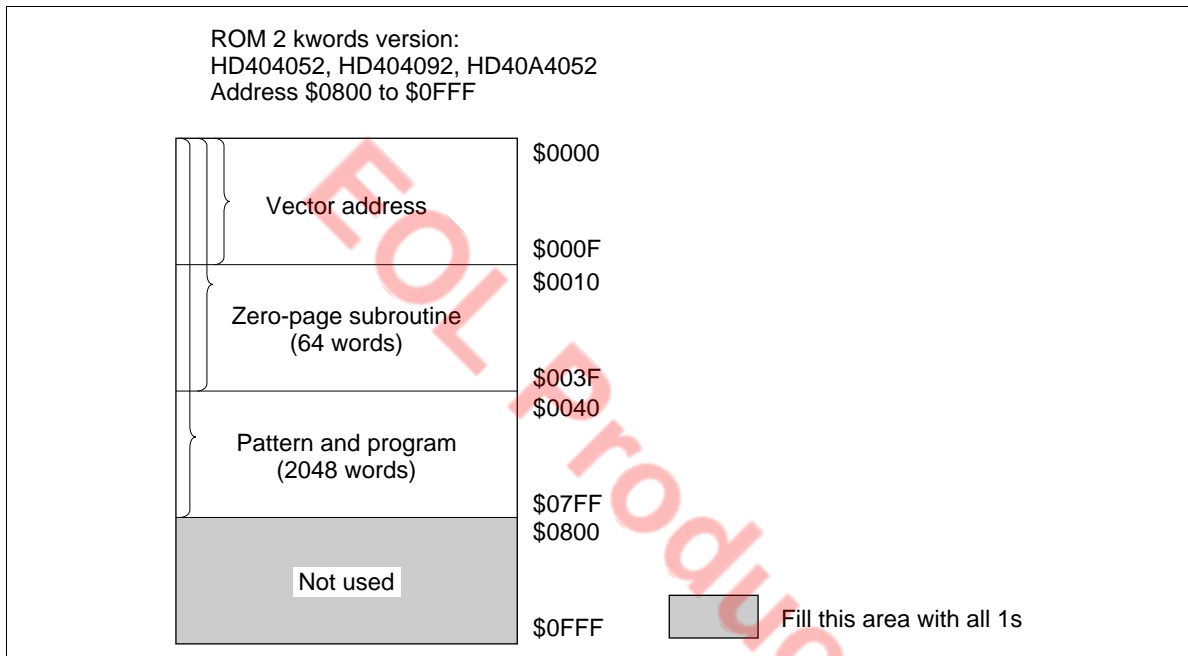 ROM 2 kwords version:
HD404052, HD404092, HD40A4052
Address $0800 to $0FFF
$0000
Vector address
$000F
$0010
Zero-page subroutine
(64 words)
$003F
$0040
Pattern and program
(2048 words)
$07FF
$0800
Not used
$0FFF
Fill this area with all 1s
EOL Produc